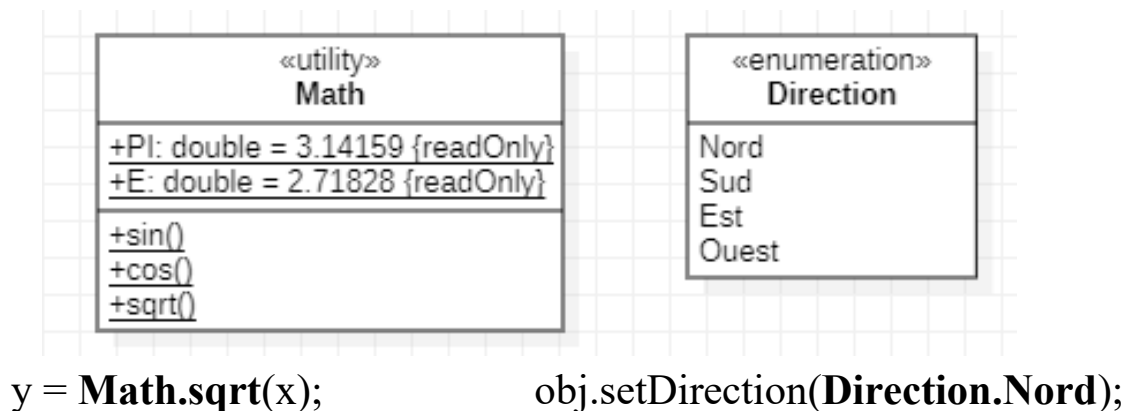 «utility»
Math
+PI: double = 3.14159 {readOnly}
+E: double = 2.71828 {readOnly}
+sin()
+cos()
+sqrt()
«enumeration»
Direction
Nord
Sud
Est
Ouest
y = Math.sqrt(x);
obj.setDirection(Direction.Nord);